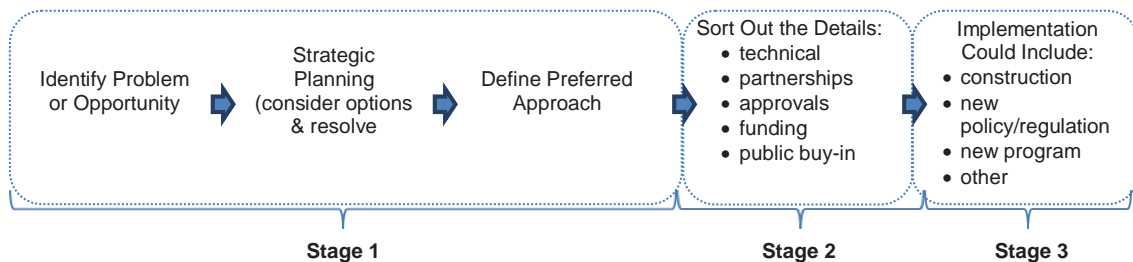 Identify Problem
or Opportunity
Strategic
Planning
(consider options
& resolve
Define Preferred
Approach
Sort Out the Details:
• technical
• partnerships
• approvals
• funding
• public buy-in
Implementation
Could Include:
• construction
• new
policy/regulation
• new program
• other
Stage 1
Stage 2
Stage 3